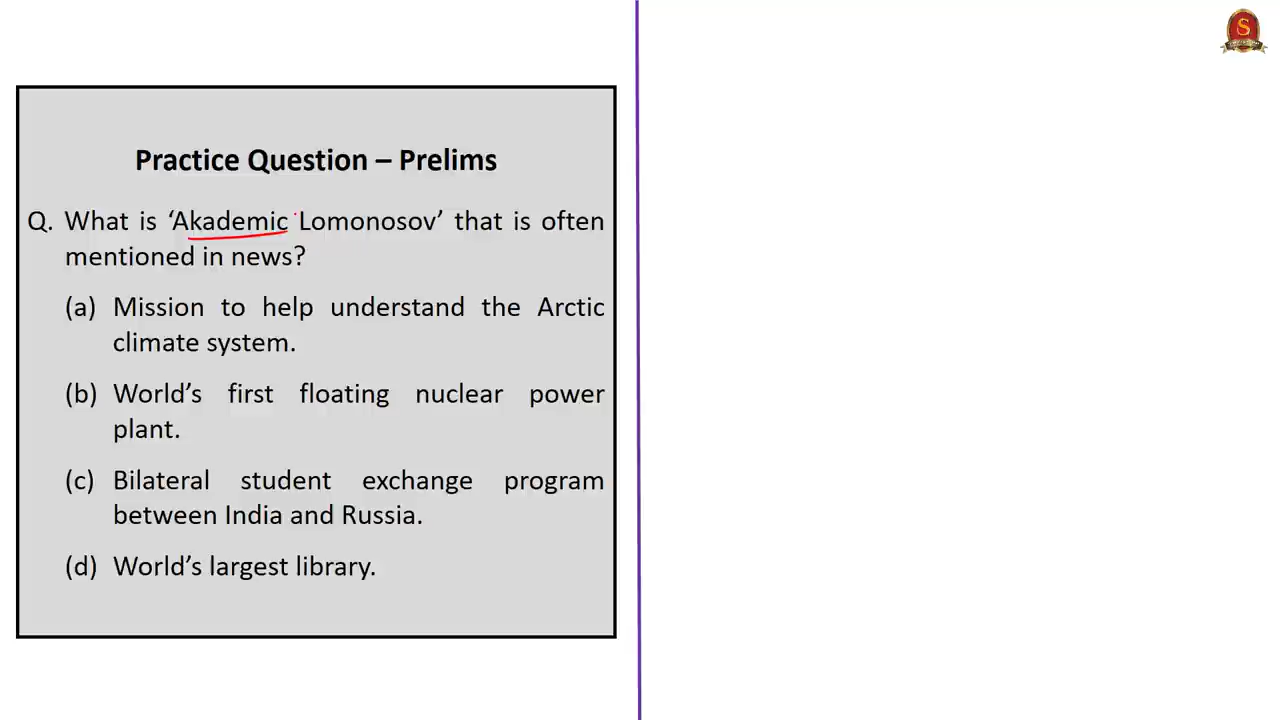 S
Practice Question – Prelims
Q. What is ‘Akademic Lomonosov’ that is often
mentioned in news?
(a) Mission to help understand the Arctic
climate system.
(b) World’s first floating nuclear power
plant.
(c) Bilateral student exchange program
between India and Russia.
(d) World’s largest library.